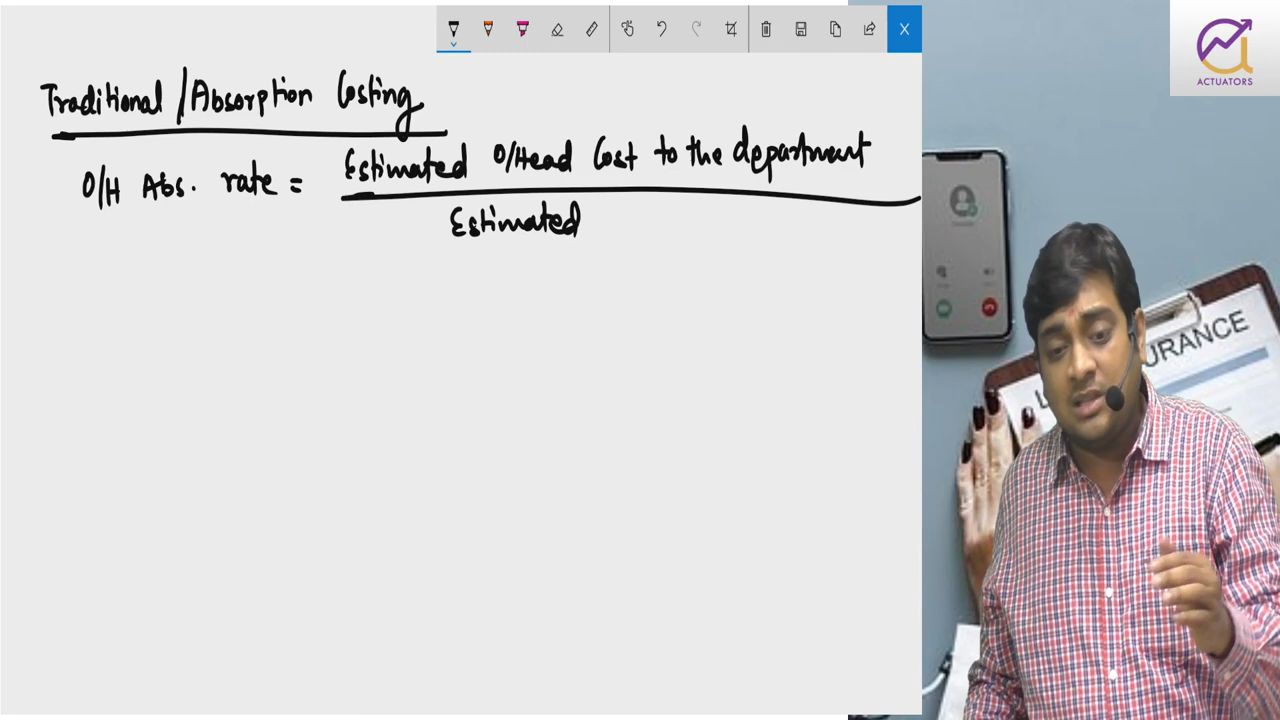 Traditional / Absorption Costing
O/H Abs. rate = Estimated O/Head Cost to the department
Estimated
ACTUATORS
URANCE